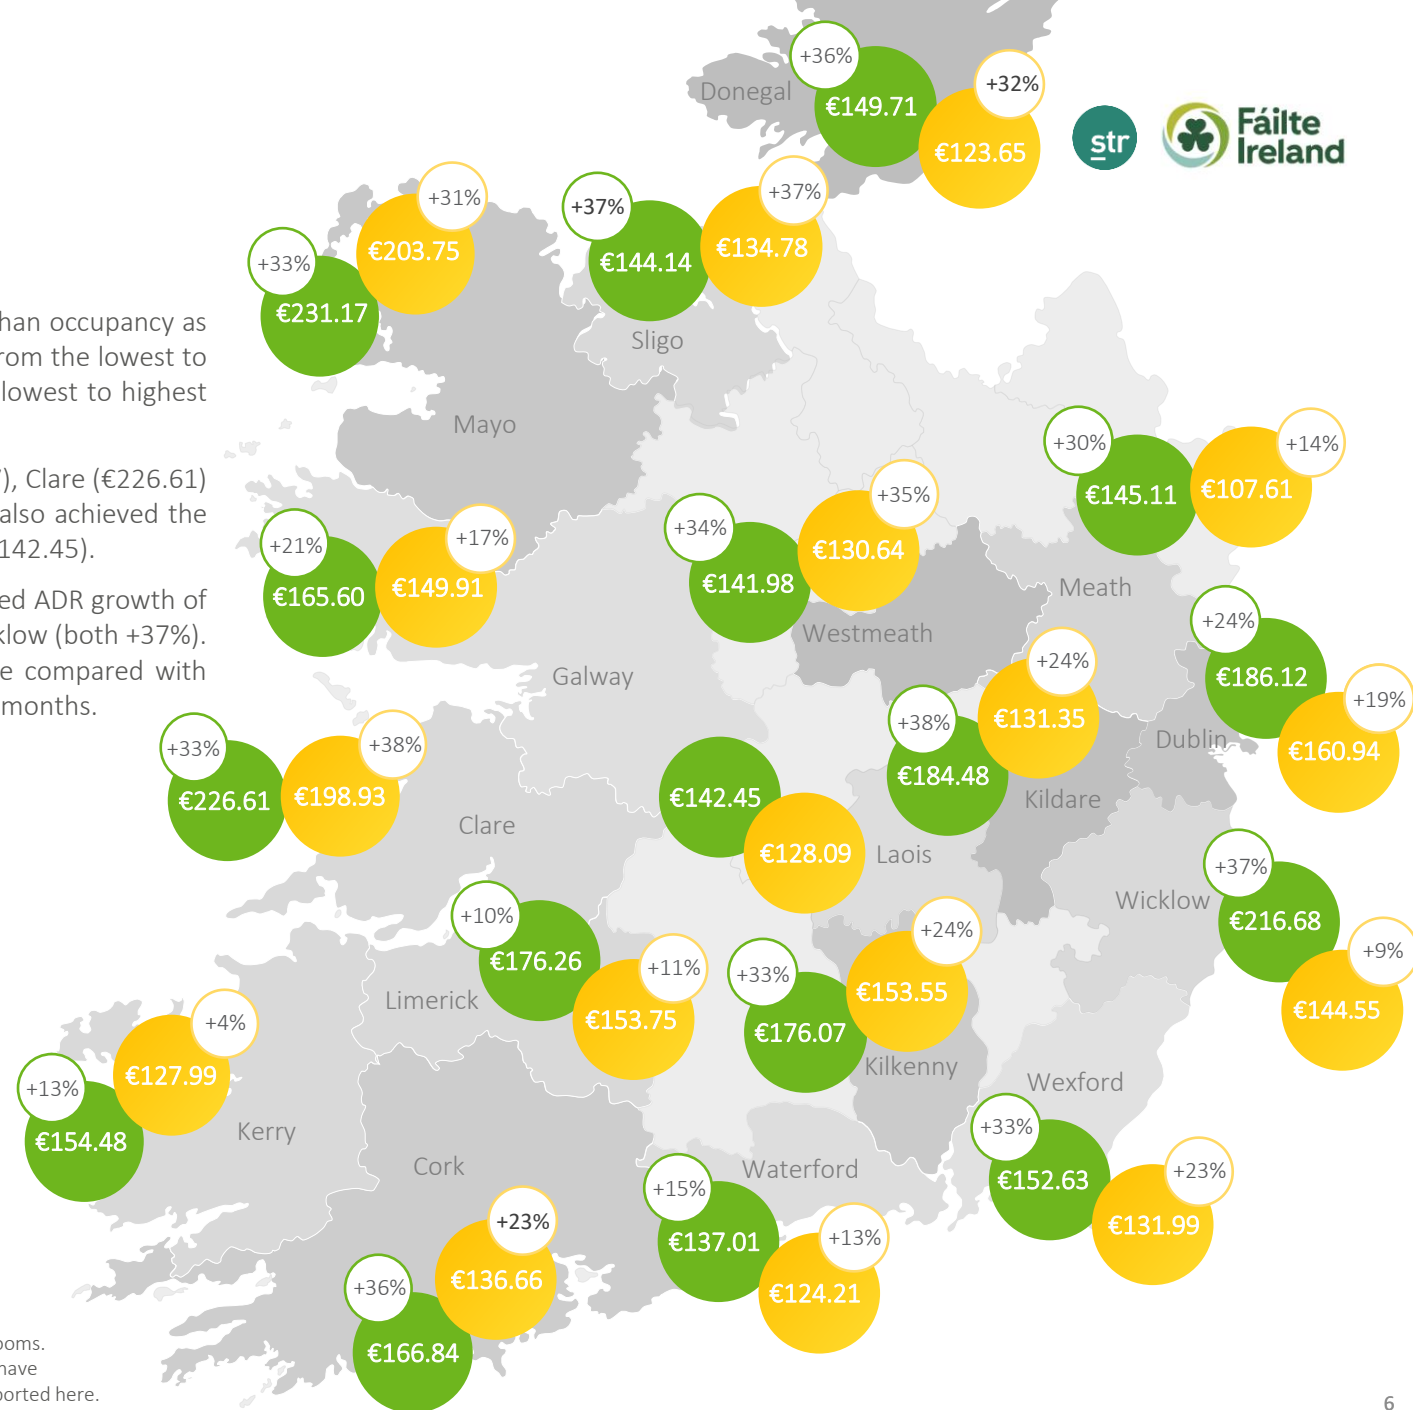 +36%
Donegal
€149.71
+32%
€123.65
str
Fáilte
Ireland
+31%
€203.75
+33%
€231.17
+37%
€144.14
+37%
€134.78
Sligo
Mayo
han occupancy as
rom the lowest to
lowest to highest
), Clare (€226.61)
also achieved the
142.45).
ed ADR growth of
klow (both +37%).
e compared with
months.
+30%
€145.11
+14%
€107.61
Meath
+21%
€165.60
+17%
€149.91
+34%
€141.98
+35%
€130.64
Westmeath
Galway
+24%
€186.12
+19%
€160.94
Dublin
+38%
€184.48
+24%
€131.35
Kildare
+33%
€226.61
+38%
€198.93
Clare
€142.45
€128.09
Laois
Wicklow
+37%
€216.68
+9%
€144.55
+10%
€176.26
+11%
€153.75
Limerick
+33%
€176.07
+24%
€153.55
Kilkenny
+4%
€127.99
+13%
€154.48
Kerry
Wexford
+33%
€152.63
+23%
€131.99
Cork
+23%
€136.66
+36%
€166.84
Waterford
+15%
€137.01
+13%
€124.21
ooms.
have
ported here.
6